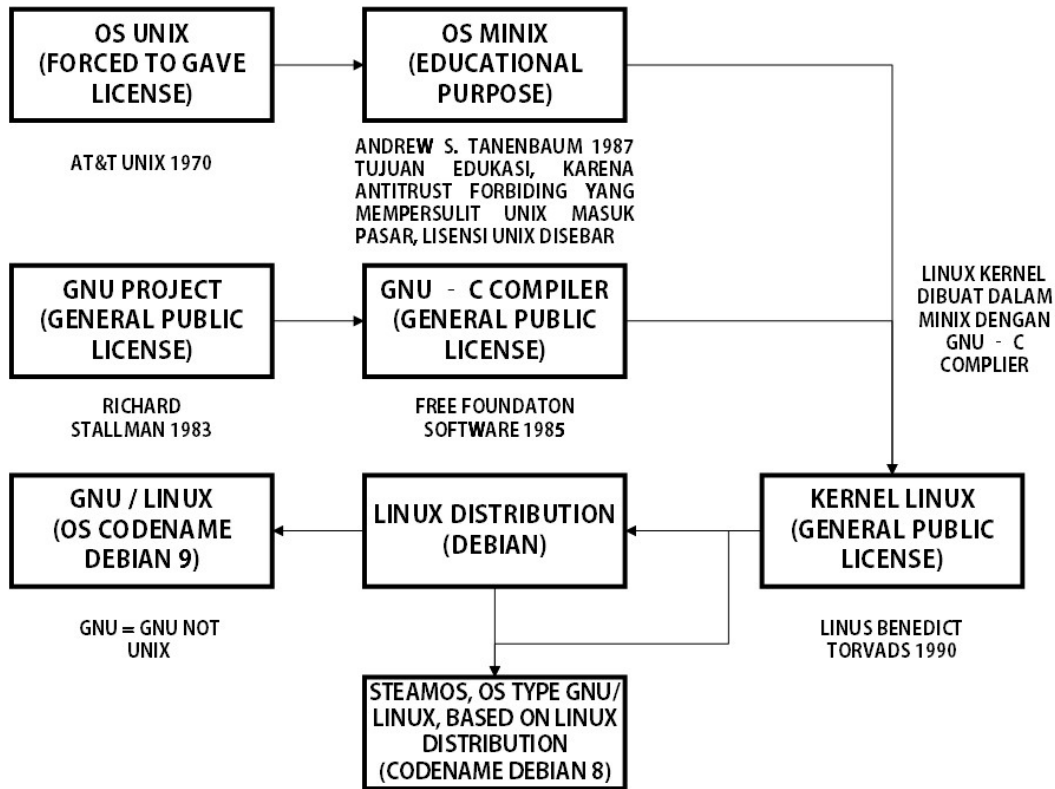 OS UNIX
(FORCED TO GAVE
LICENSE)
OS MINIX
(EDUCATIONAL
PURPOSE)
AT&T UNIX 1970
ANDREW S. TANENBAUM 1987
TUJUAN EDUKASI, KARENA
ANTITRUST FORBIDING YANG
MEMPERSULIT UNIX MASUK
PASAR, LISENSI UNIX DISEBAR
GNU PROJECT
(GENERAL PUBLIC
LICENSE)
GNU - C COMPILER
(GENERAL PUBLIC
LICENSE)
LINUX KERNEL
DIBUAT DALAM
MINIX DENGAN
GNU - C
COMPLIER
RICHARD
STALLMAN 1983
FREE FOUNDATON
SOFTWARE 1985
GNU / LINUX
(OS CODENAME
DEBIAN 9)
LINUX DISTRIBUTION
(DEBIAN)
KERNEL LINUX
(GENERAL PUBLIC
LICENSE)
GNU = GNU NOT
UNIX
LINUS BENEDICT
TORVADS 1990
STEAMOS, OS TYPE GNU/
LINUX, BASED ON LINUX
DISTRIBUTION
(CODENAME DEBIAN 8)